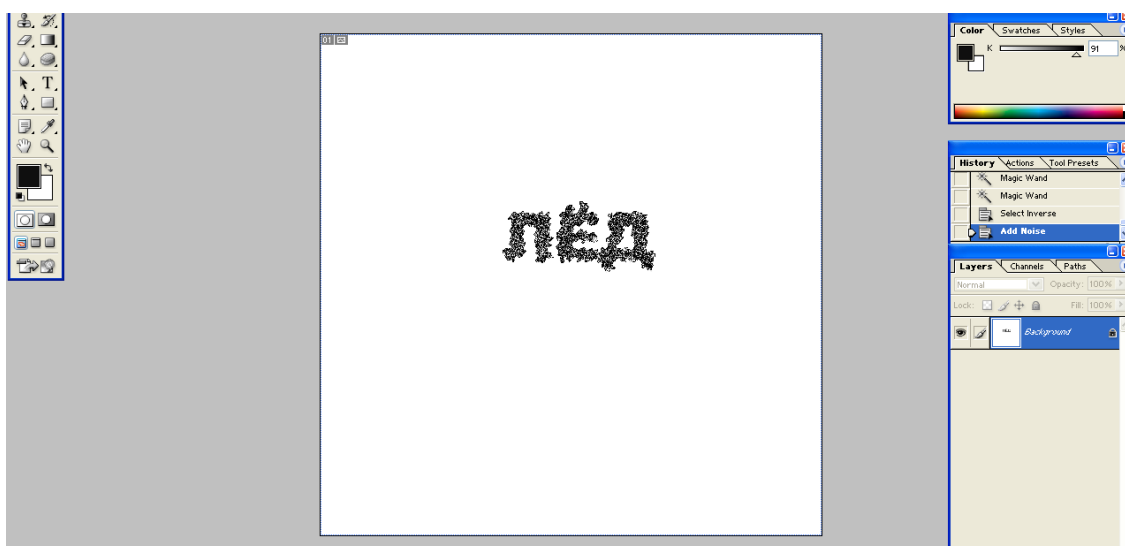 01
Color Swatches Styles
K 91 %
History Actions Tool Presets
Magic Wand
Magic Wand
Select Inverse
Add Noise
Layers Channels Paths
Normal Opacity: 100%
Lock: Fill: 100%
Background
ЛЁД